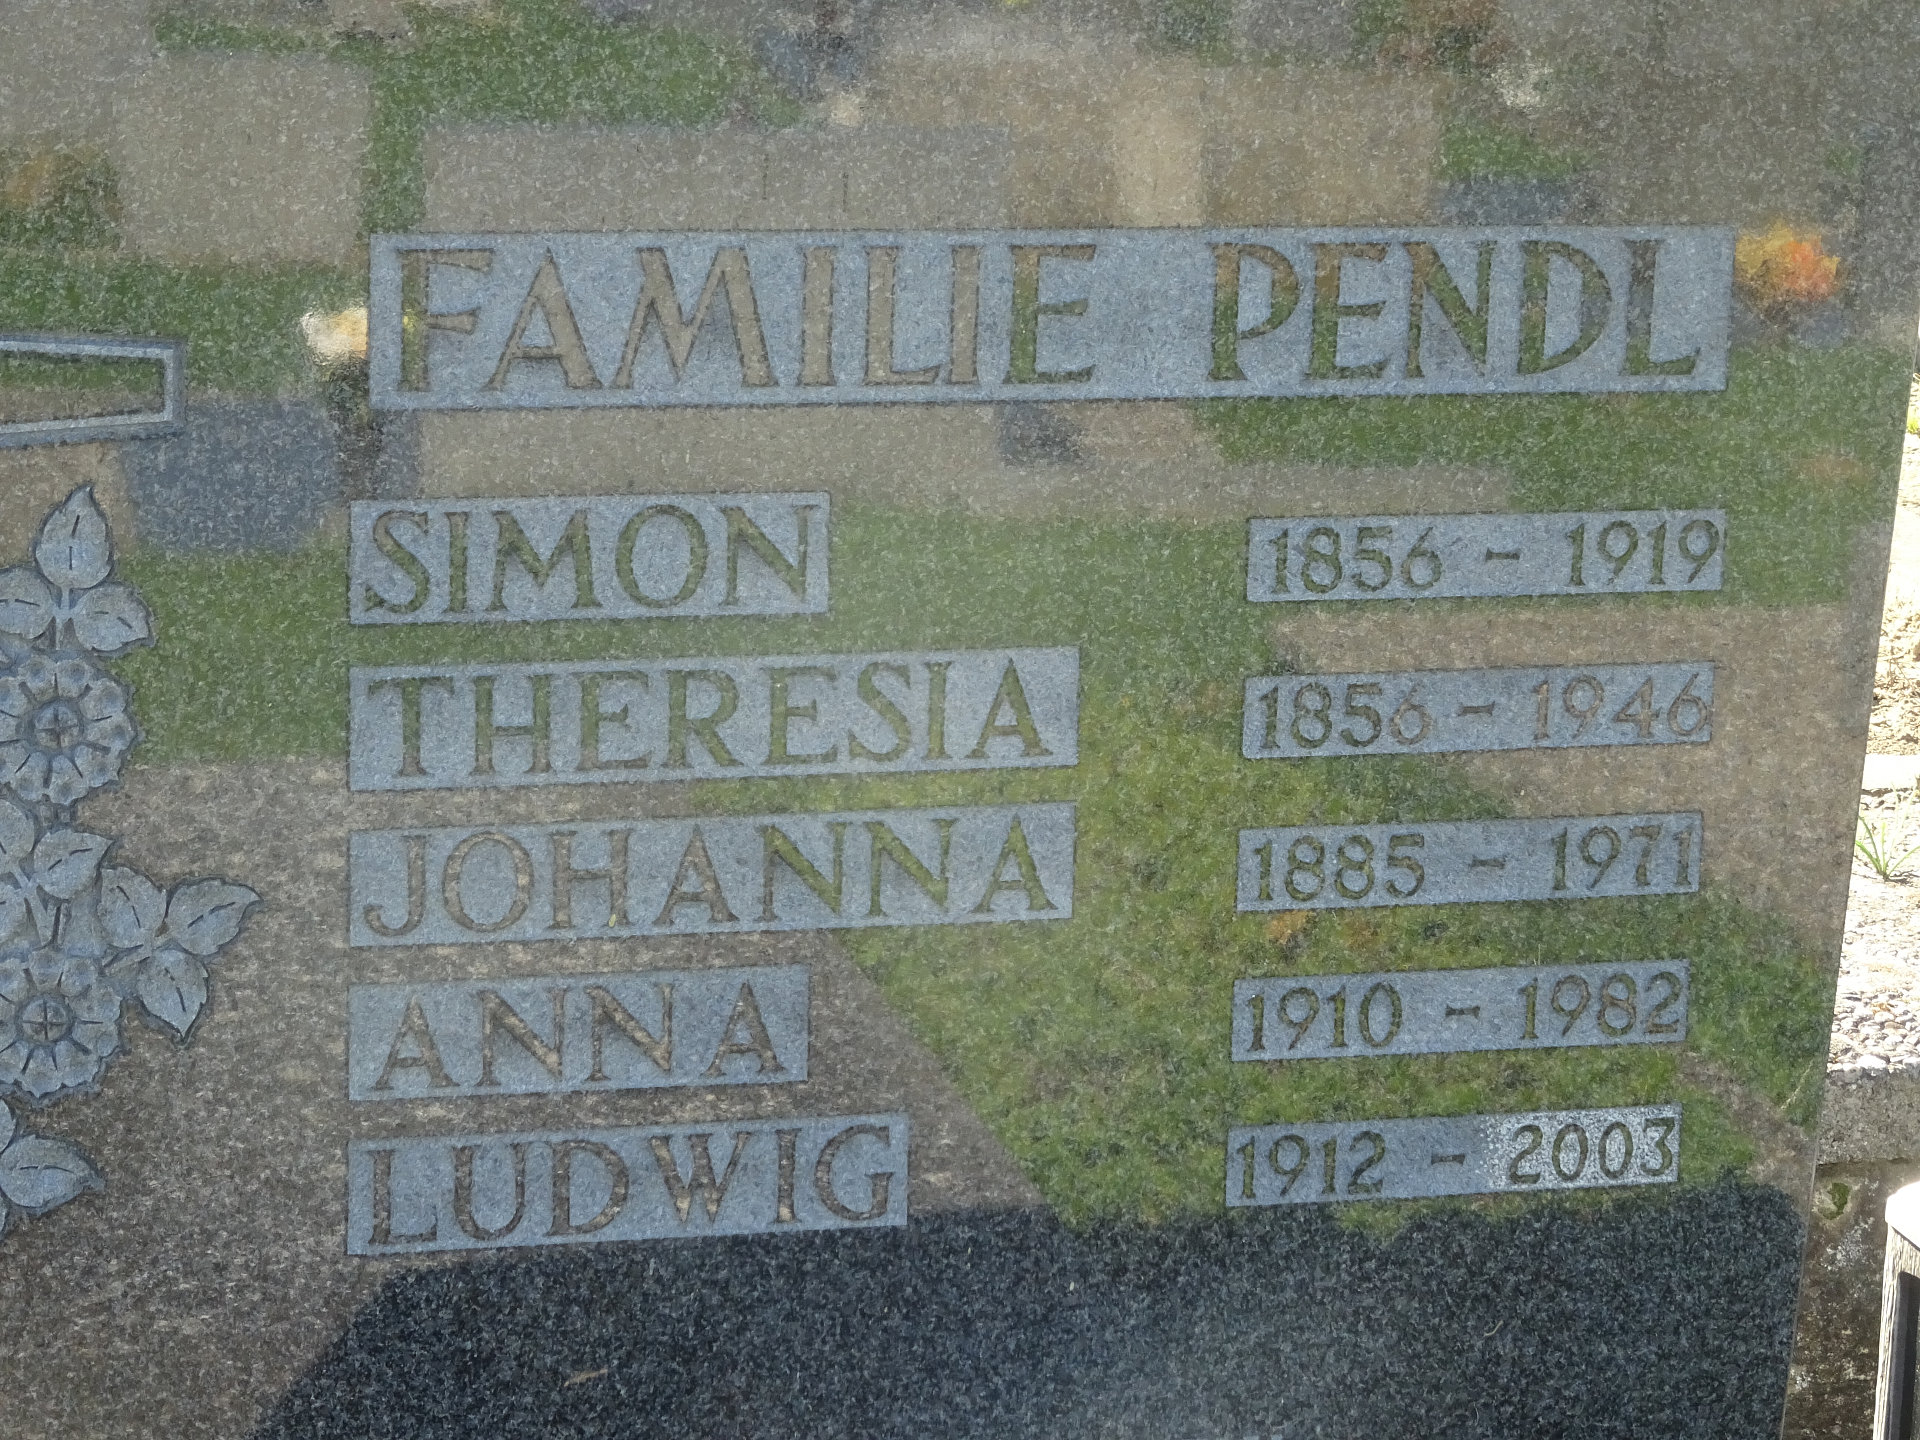 FAMILIE PENDL
SIMON 1856 - 1919
THERESIA 1856 - 1946
JOHANNA 1885 - 1971
ANNA 1910 - 1982
LUDWIG 1912 - 2003